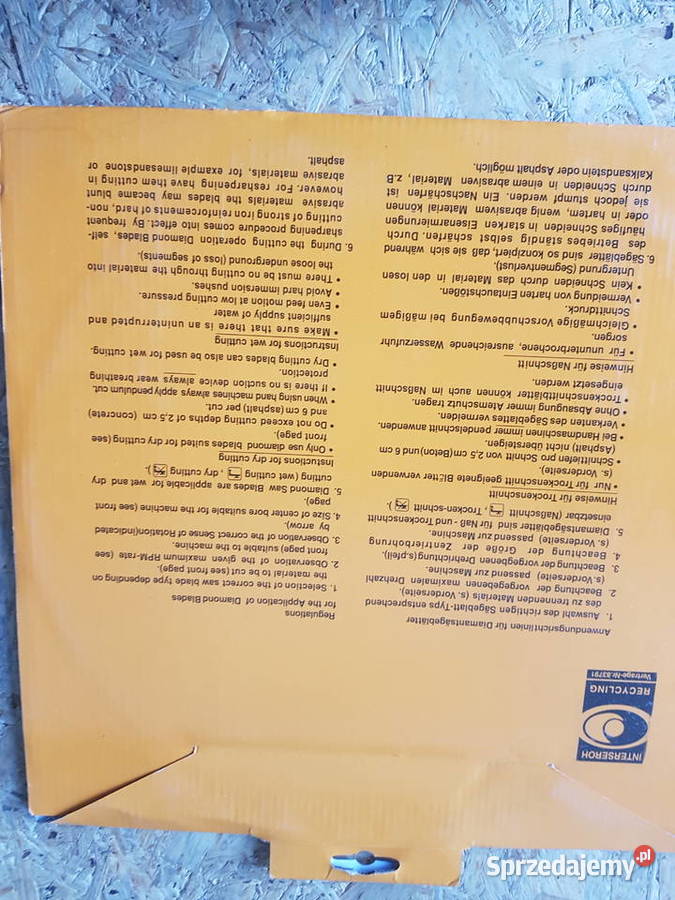 INTERSEROH
RECYCLING
Vertrags-Nr.83791
Anwendungsrichtlinien für Diamantsägeblätter
1. Auswahl des richtigen Sägeblatt-Typs entsprechend
des zu trennenden Materials (s. Vorderseite).
2. Beachtung der vorgegebenen maximalen Drehzahl
(s. Vorderseite) passend zur Maschine.
3. Beachtung der vorgegebenen Drehrichtung (s.pfeil).
4. Beachtung der Größe der Zentrierbohrung
(s. Vorderseite) passend zur Maschine.
5. Diamantsägeblätter sind für Naß - und Trockenschnitt
einsetzbar (Naßschnitt , Trocken-schnitt ).
Hinweise für Trockenschnitt
• Nur für Trockenschnitt geeignete Blätter verwenden
(s. Vorderseite).
• Schnittiefen pro Schnitt von 2,5 cm (Beton) und 6 cm
(Asphalt) nicht übersteigen.
• Bei Handmaschinen immer pendelschnitt anwenden.
• Verkanten des Sägeblattes vermeiden.
• Ohne Absaugung immer Atemschutz tragen.
• Trockenschnittblätter können auch im Naßschnitt
eingesetzt werden.
Hinweise für Naßschnitt
• Für ununterbrochene, ausreichende Wasserzufuhr
sorgen.
• Gleichmäßige Vorschubbewegung bei mäßigem
Schnittdruck.
• Vermeidung von harten Eintauchstößen.
• Kein Schneiden durch das Material in den losen
Untergrund (Segmentverlust).
6. Sägeblätter sind so konzipiert, daß sie sich während
des Betriebes ständig selbst schärfen. Durch
häufiges Schneiden in starken Eisenarmierungen
oder in hartem, wenig abrasivem Material können
sie jedoch stumpf werden. Ein Nachschärfen ist
durch Schneiden in einem abrasiven Material, z.B
Kalksandstein oder Asphalt möglich.
Regulations
for the Application of Diamond Blades
1. Selection of the correct saw blade type depending on
the material to be cut (see front page).
2. Observation of the given maximum RPM-rate (see
front page) suitable to the machine.
3. Observation of the correct Sense of Rotation (indicated
by arrow).
4. Size of center bore suitable for the machine (see front
page).
5. Diamond Saw Blades are applicable for wet and dry
cutting (wet cutting , dry cutting ).
Instructions for dry cutting
• Only use diamond blades suited for dry cutting (see
front page).
• Do not exceed cutting depths of 2,5 cm (concrete)
and 6 cm (asphalt) per cut.
• When using hand machines always apply pendulum cut.
• If there is no suction device always wear breathing
protection.
• Dry cutting blades can also be used for wet cutting.
Instructions for wet cutting
• Make sure that there is an uninterrupted and
sufficient supply of water
• Even feed motion at low cutting pressure.
• Avoid hard immersion pushes.
• There must be no cutting through the material into
the loose underground (loss of segments).
6. During the cutting operation Diamond Blades, self-
sharpening procedure comes into effect. By frequent
cutting of strong iron reinforcements of hard, non-
abrasive materials the blades may became blunt
however. For resharpening have them cutting in
abrasive materials, for example limesandstone or
asphalt.
Sprzedajemy.pl